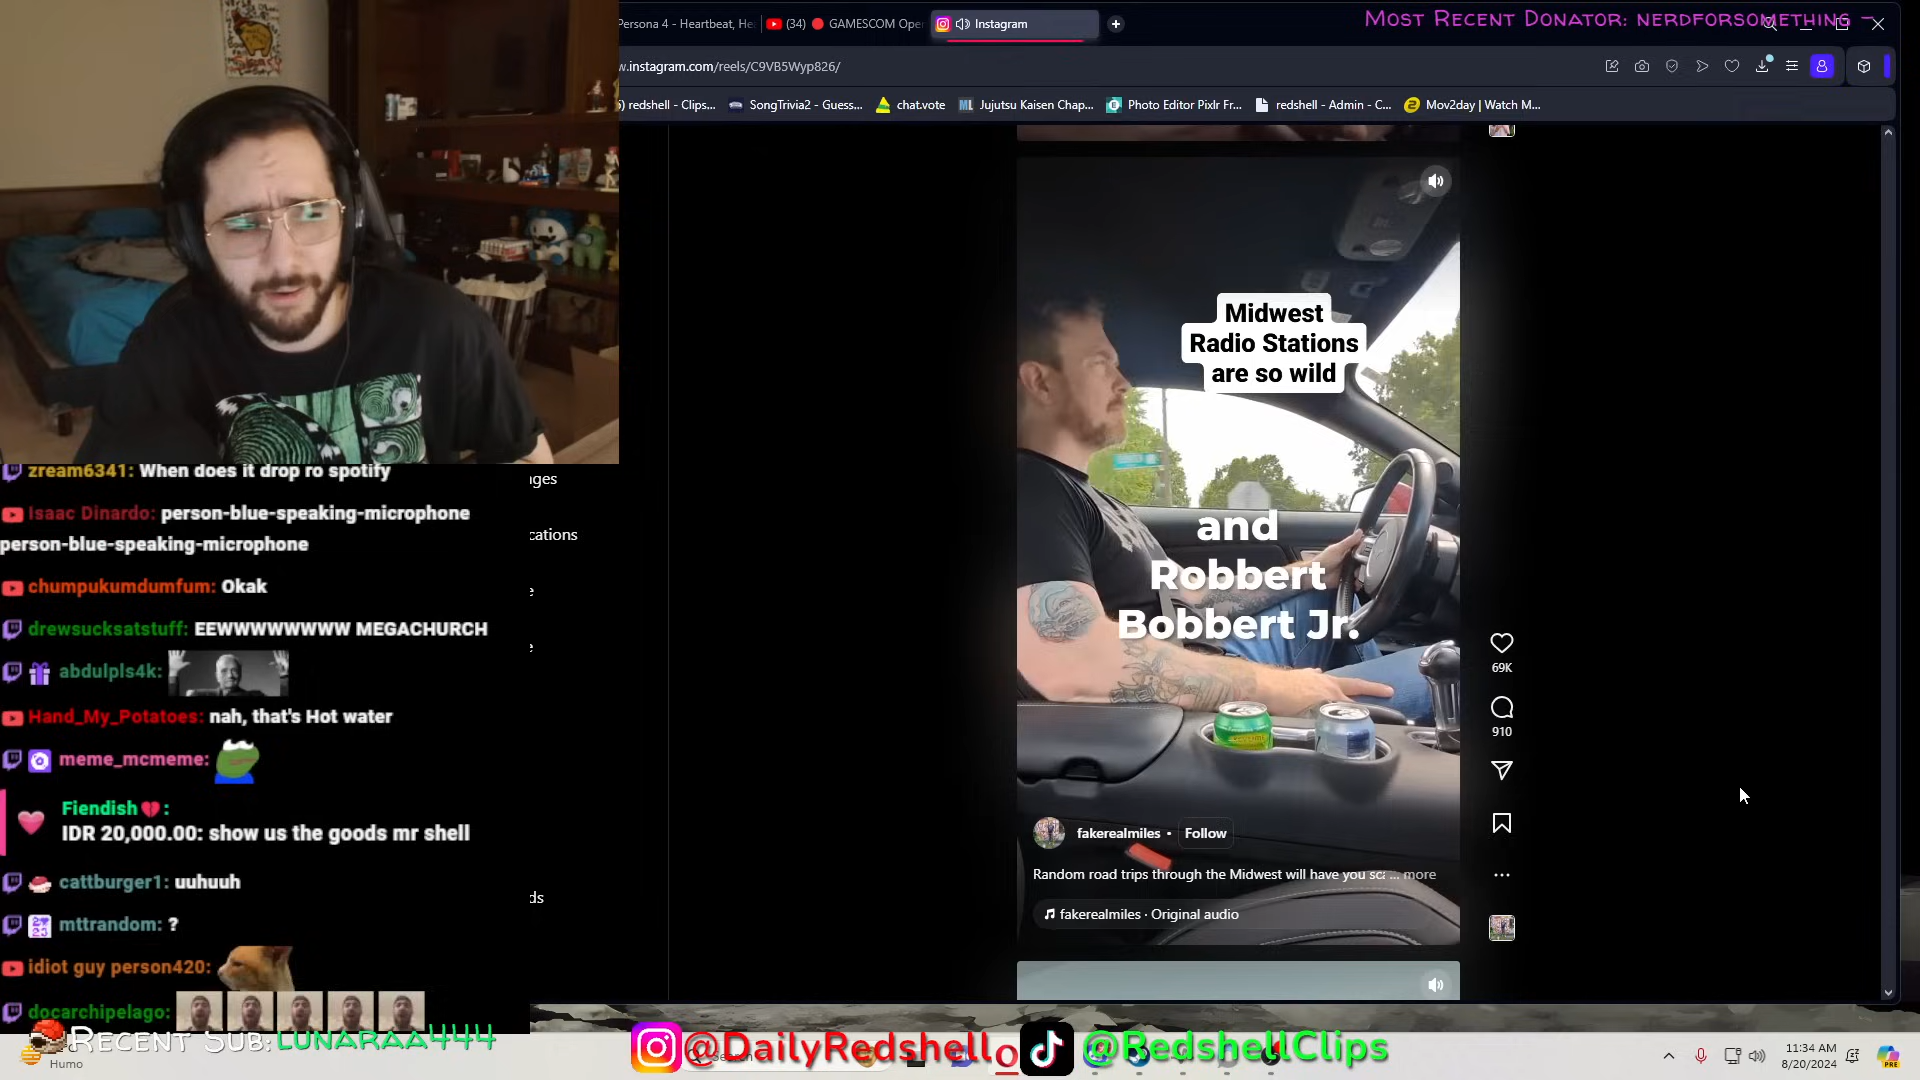 Persona 4 - Heartbeat, He
(34)
GAMESCOM Ope
Instagram
Most Recent Donator: nerdforsomething -
w.instagram.com/reels/C9VB5Wyp826/
redshell - Clips...
SongTrivia2 - Guess...
chat.vote
Jujutsu Kaisen Chap...
Photo Editor Pixlr Fr...
redshell - Admin - C...
Mov2day | Watch M...
Midwest
Radio Stations
are so wild
and
Robbert
Bobbert Jr.
69K
910
fakerealmiles • Follow
Random road trips through the Midwest will have you sc ... more
fakerealmiles · Original audio
zream6341: When does it drop ro spotify
Isaac Dinardo: person-blue-speaking-microphone
person-blue-speaking-microphone
chumpukumdumfum: Okak
drewsucksatstuff: EEWWWWWWWW MEGACHURCH
abdulpls4k:
Hand_My_Potatoes: nah, that's Hot water
meme_mcmeme:
Fiendish :
IDR 20,000.00: show us the goods mr shell
cattburger1: uuhuuh
mttrandom: ?
idiot guy person420:
docarchipelago:
Recent Sub: lunaraa444
Humo
@DailyRedshell
@RedshellClips
11:34 AM
8/20/2024